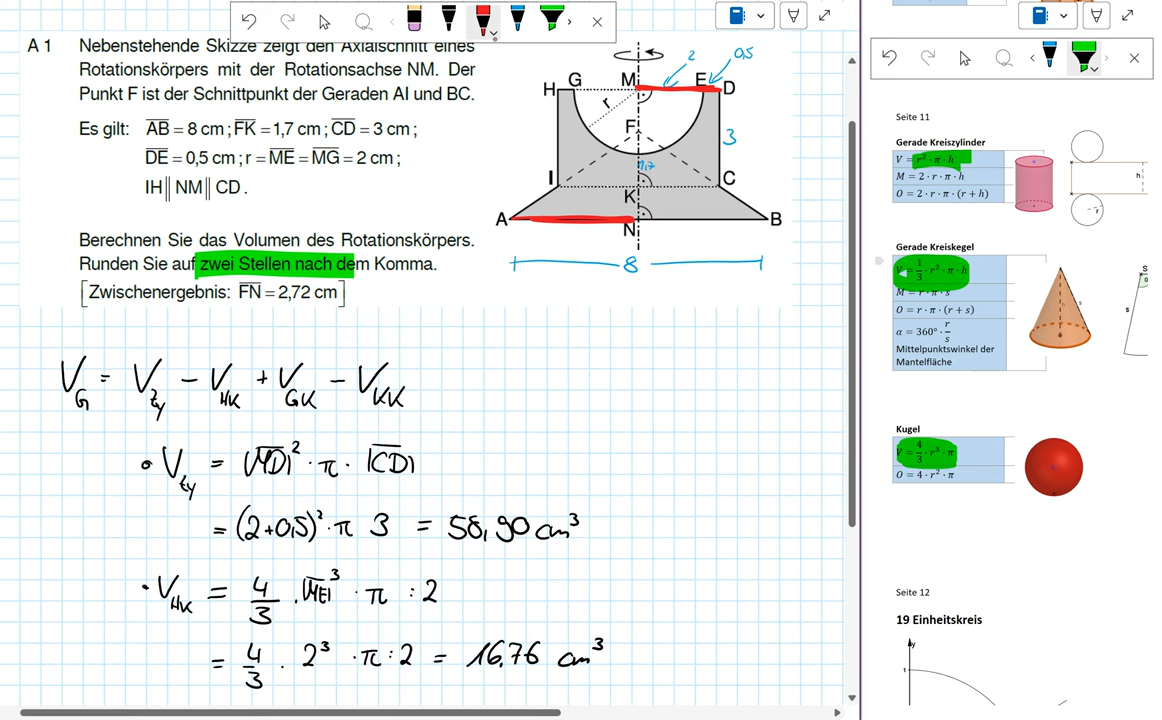 A 1 Nebenstehende Skizze zeigt den Axialschnitt eines
Rotationskörpers mit der Rotationsachse NM. Der
Punkt F ist der Schnittpunkt der Geraden AI und BC.
Es gilt: AB = 8 cm ; FK = 1,7 cm ; CD = 3 cm ;
DE = 0,5 cm ; r = ME = MG = 2 cm ;
IH || NM || CD .
Berechnen Sie das Volumen des Rotationskörpers.
Runden Sie auf zwei Stellen nach dem Komma.
[Zwischenergebnis: FN = 2,72 cm]
2 0,5
H G M E D
r
F 3
1,7
I C
K
A N B
8
V_G = V_Zy - V_HK + V_GK - V_KK
• V_Zy = |MD|² · π · |CD|
= (2+0,5)² · π 3 = 58,90 cm³
• V_HK = 4/3 · |ME|³ · π : 2
= 4/3 · 2³ · π : 2 = 16,76 cm³
Seite 11
Gerade Kreiszylinder
V = r² · π · h
M = 2 · r · π · h
O = 2 · r · π · (r + h)
h
r
Gerade Kreiskegel
V = 1/3 · r² · π · h
M = r · π · s
O = r · π · (r + s)
α = 360° · r/s
Mittelpunktswinkel der
Mantelfläche
s
S
α
s
Kugel
V = 4/3 · r³ · π
O = 4 · r² · π
Seite 12
19 Einheitskreis
y
1